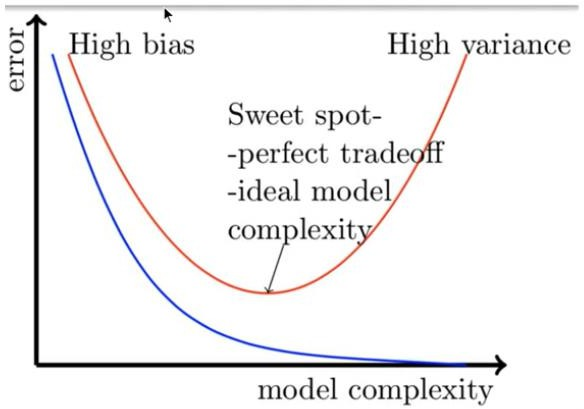 error
High bias
High variance
Sweet spot-
-perfect tradeoff
-ideal model
complexity
model complexity